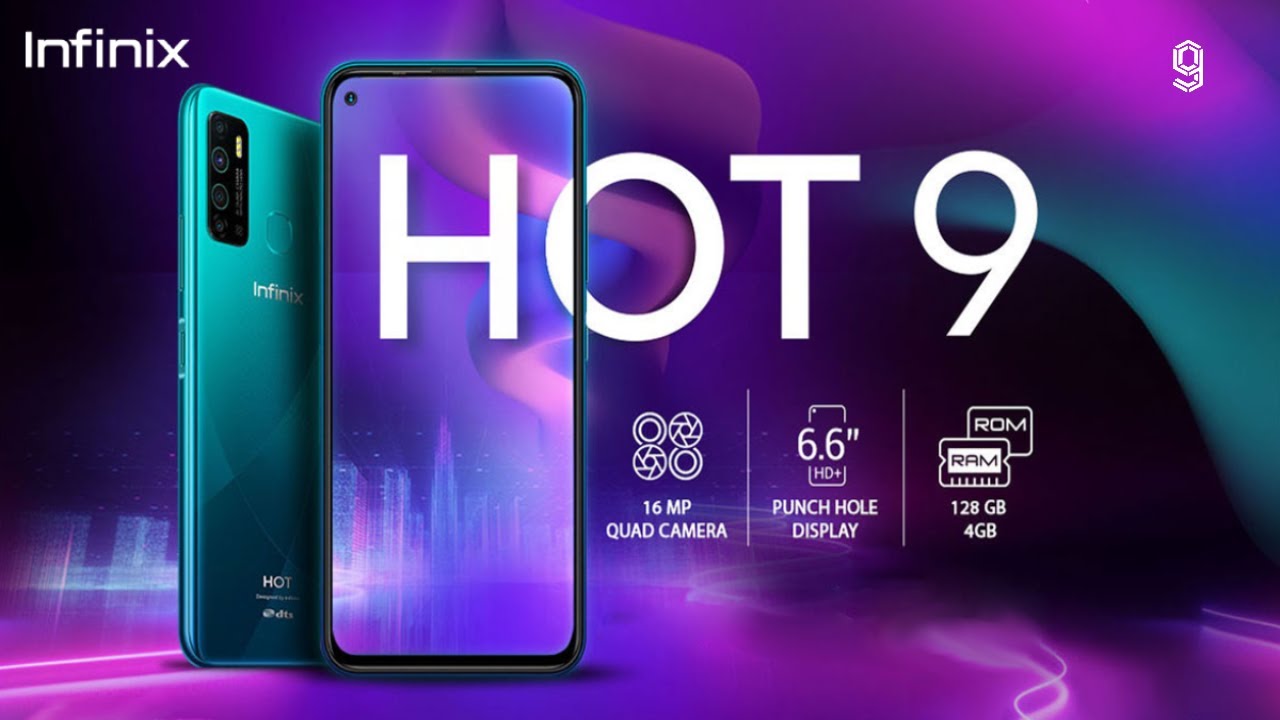 Infinix
HOT 9
Infinix
6.6"
HD+
ROM
RAM
16 MP
QUAD CAMERA
PUNCH HOLE
DISPLAY
128 GB
4GB
HOT
dts